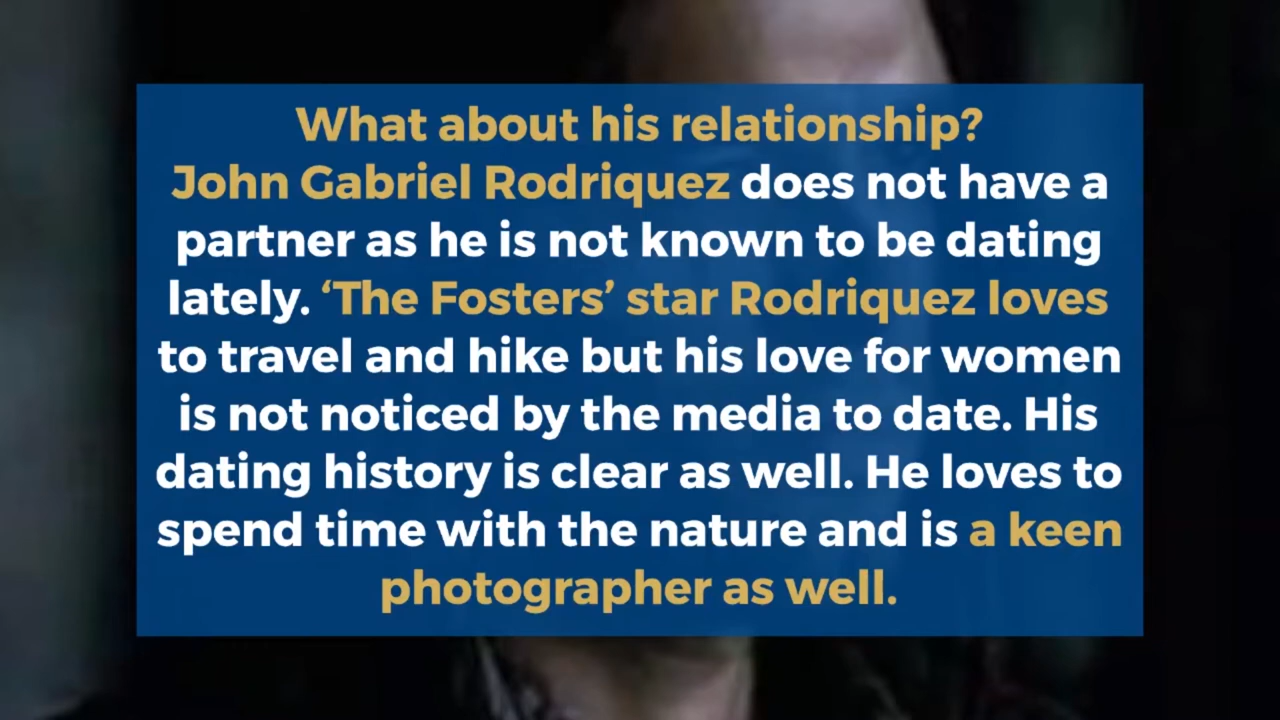 What about his relationship?
John Gabriel Rodriquez does not have a
partner as he is not known to be dating
lately. ‘The Fosters’ star Rodriquez loves
to travel and hike but his love for women
is not noticed by the media to date. His
dating history is clear as well. He loves to
spend time with the nature and is a keen
photographer as well.